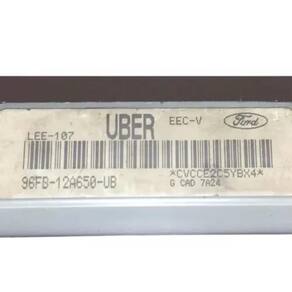 LEE-107 UBER EEC-V Ford
96FB-12A650-UB *CVCCE2C5YBX4*
G CAD 7A24